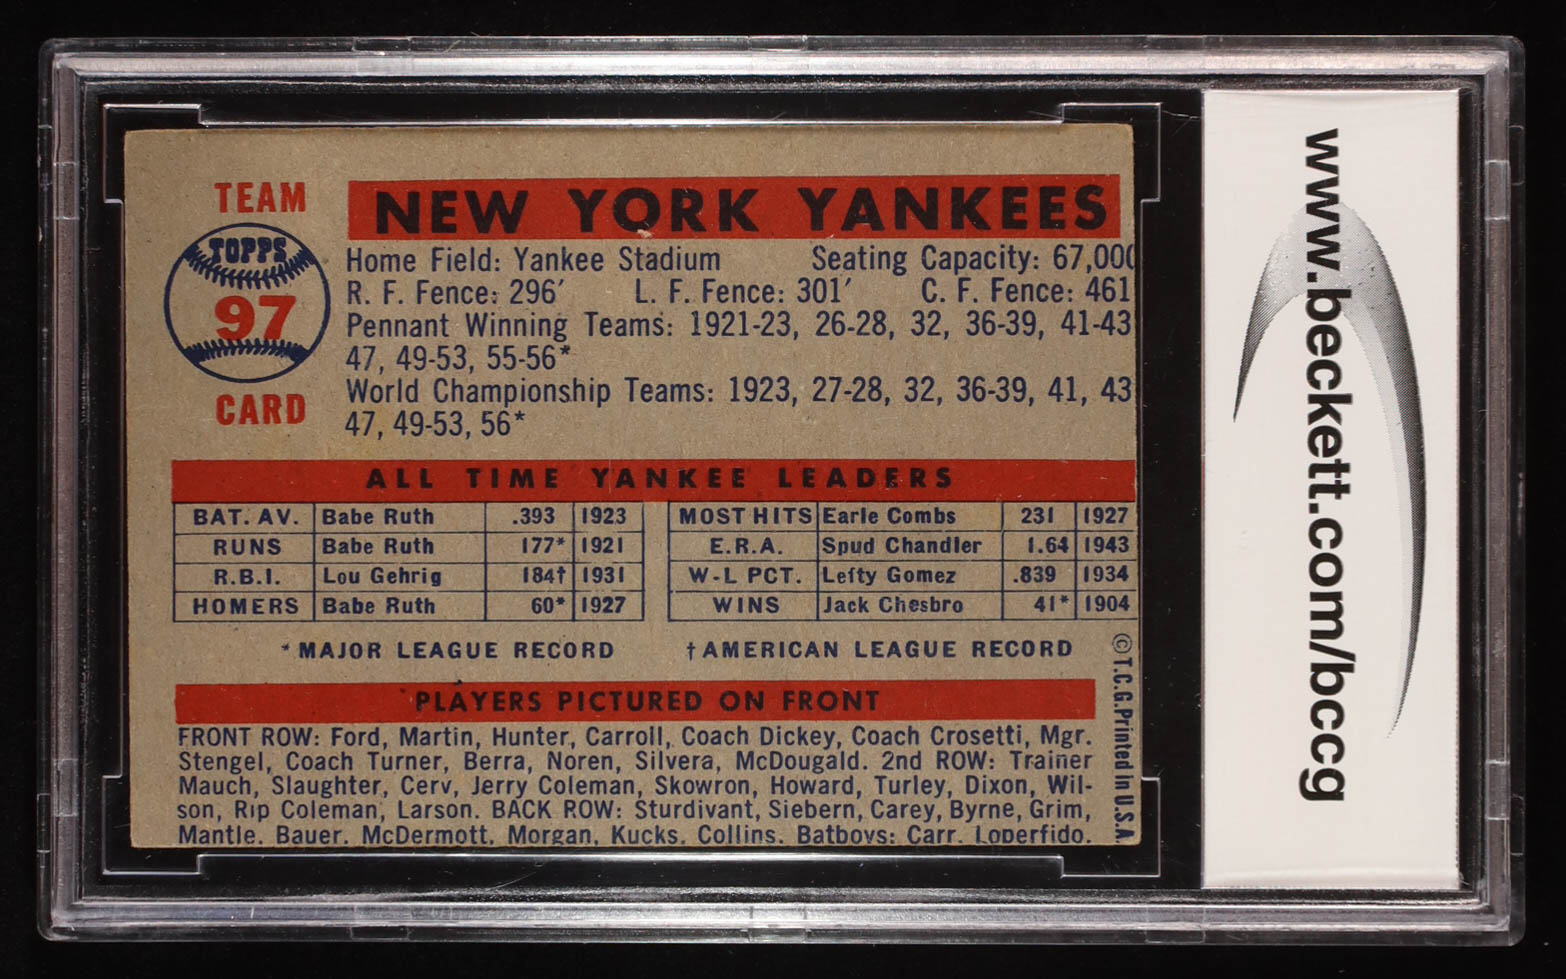 TEAM
TOPPS
97
CARD
NEW YORK YANKEES
Home Field: Yankee Stadium Seating Capacity: 67,000
R. F. Fence: 296′ L. F. Fence: 301′ C. F. Fence: 461
Pennant Winning Teams: 1921-23, 26-28, 32, 36-39, 41-43
47, 49-53, 55-56*
World Championship Teams: 1923, 27-28, 32, 36-39, 41, 43
47, 49-53, 56*
ALL TIME YANKEE LEADERS
BAT. AV. Babe Ruth .393 1923 MOST HITS Earle Combs 231 1927
RUNS Babe Ruth 177* 1921 E.R.A. Spud Chandler 1.64 1943
R.B.I. Lou Gehrig 184† 1931 W-L PCT. Lefty Gomez .839 1934
HOMERS Babe Ruth 60* 1927 WINS Jack Chesbro 41* 1904
*MAJOR LEAGUE RECORD †AMERICAN LEAGUE RECORD
PLAYERS PICTURED ON FRONT
FRONT ROW: Ford, Martin, Hunter, Carroll, Coach Dickey, Coach Crosetti, Mgr.
Stengel, Coach Turner, Berra, Noren, Silvera, McDougald. 2nd ROW: Trainer
Mauch, Slaughter, Cerv, Jerry Coleman, Skowron, Howard, Turley, Dixon, Wil-
son, Rip Coleman, Larson. BACK ROW: Sturdivant, Siebern, Carey, Byrne, Grim,
Mantle, Bauer, McDermott, Morgan, Kucks, Collins. Batboys: Carr, Loperfido.
© T.C.G. Printed in U.S.A.
www.beckett.com/bccg